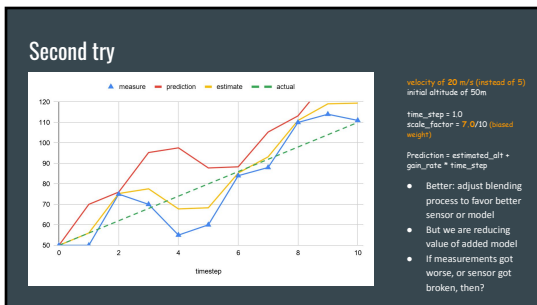 Second try
measure prediction estimate actual
120
110
100
90
80
70
60
50
0 2 4 6 8 10
timestep
velocity of 20 m/s (instead of 5)
initial altitude of 50m
time_step = 1.0
scale_factor = 7.0/10 (biased
weight)
Prediction = estimated_alt +
gain_rate * time_step
● Better: adjust blending
process to favor better
sensor or model
● But we are reducing
value of added model
● If measurements got
worse, or sensor got
broken, then?